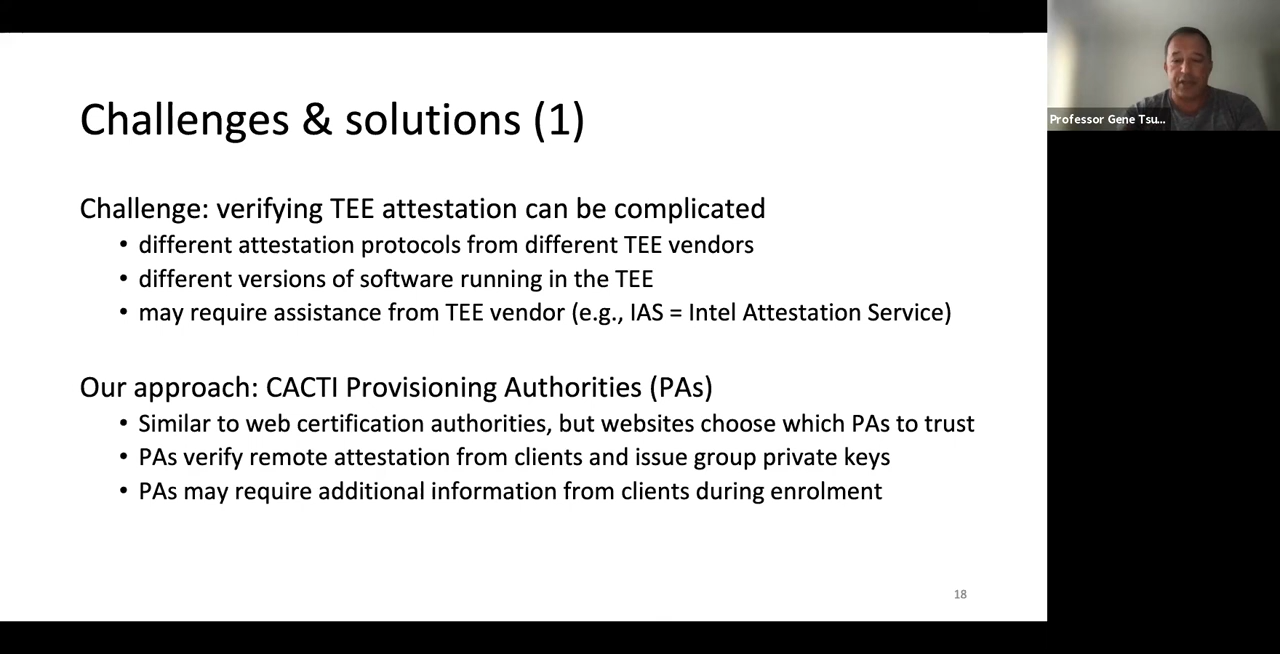 Challenges & solutions (1)
Professor Gene Tsu...
Challenge: verifying TEE attestation can be complicated
• different attestation protocols from different TEE vendors
• different versions of software running in the TEE
• may require assistance from TEE vendor (e.g., IAS = Intel Attestation Service)
Our approach: CACTI Provisioning Authorities (PAs)
• Similar to web certification authorities, but websites choose which PAs to trust
• PAs verify remote attestation from clients and issue group private keys
• PAs may require additional information from clients during enrolment
18